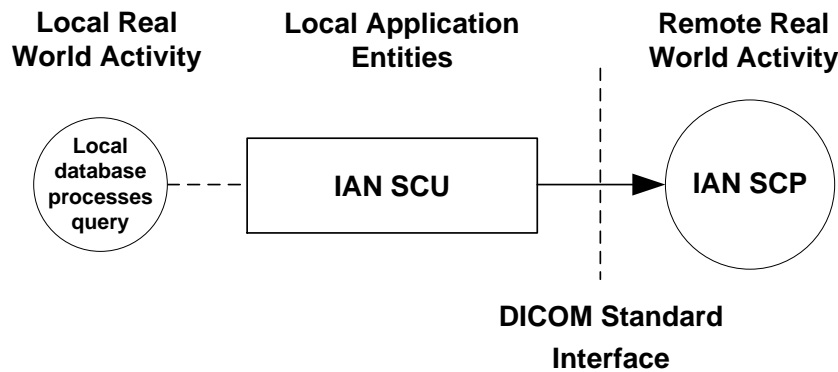 Local Real
World Activity
Local Application
Entities
Remote Real
World Activity
Local
database
processes
query
IAN SCU
IAN SCP
DICOM Standard
Interface